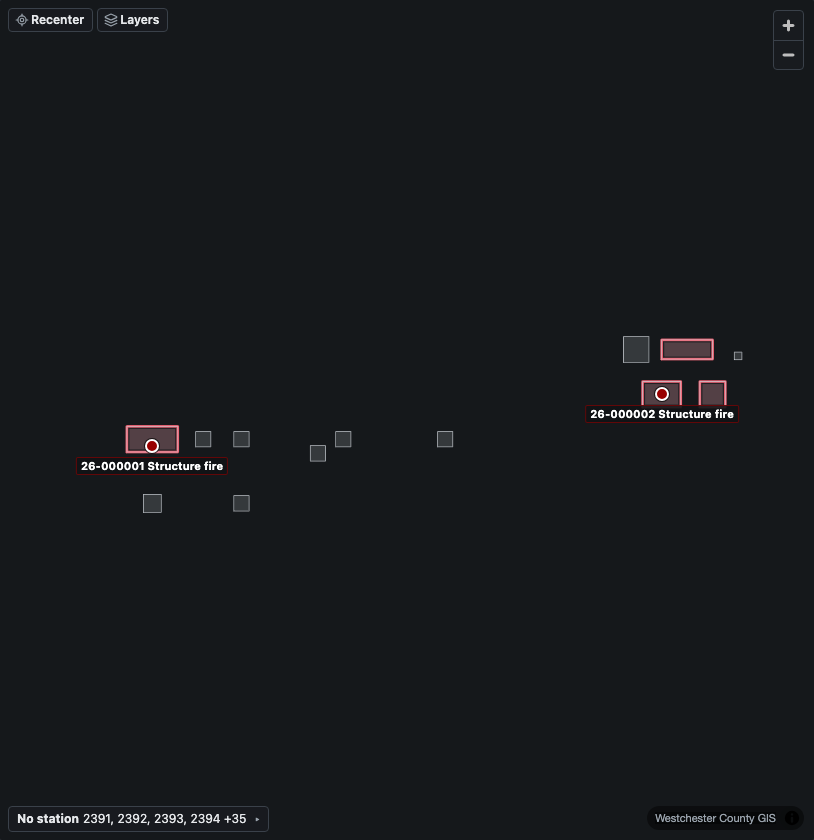 Recenter
Layers
+
−
26-000002 Structure fire
26-000001 Structure fire
No station 2391, 2392, 2393, 2394 +35
Westchester County GIS